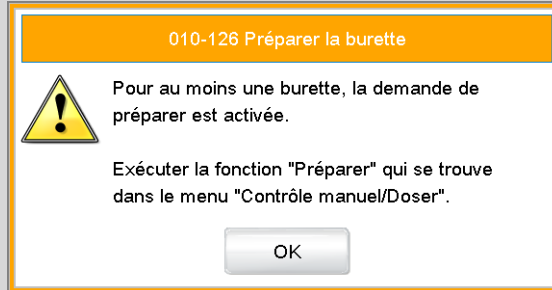 010-126 Préparer la burette
Pour au moins une burette, la demande de
préparer est activée.
Exécuter la fonction "Préparer" qui se trouve
dans le menu "Contrôle manuel/Doser".
OK